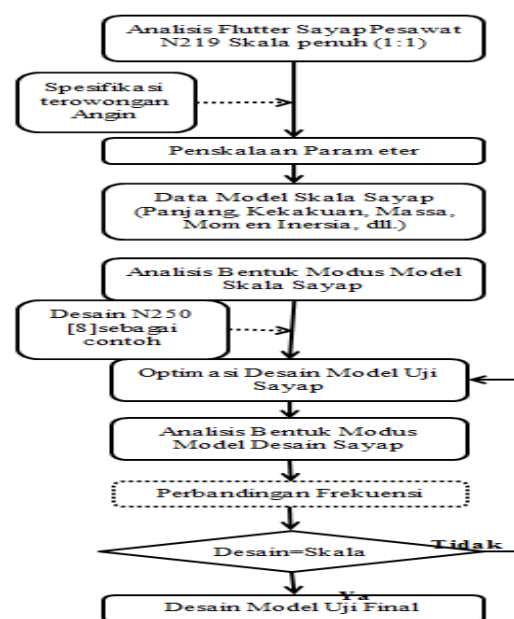 Analisis Flutter Sayap Pesawat
N219 Skala penuh (1:1)
Spesifikasi
terowongan
Angin
Penskalaan Parameter
Data Model Skala Sayap
(Panjang, Kekakuan, Massa,
Momen Inersia, dll.)
Analisis Bentuk Modus Model
Skala Sayap
Desain N250
[8]sebagai
contoh
Optimasi Desain Model Uji
Sayap
Analisis Bentuk Modus
Model Desain Sayap
Perbandingan Frekuensi
Desain=Skala
Tidak
Ya
Desain Model Uji Final